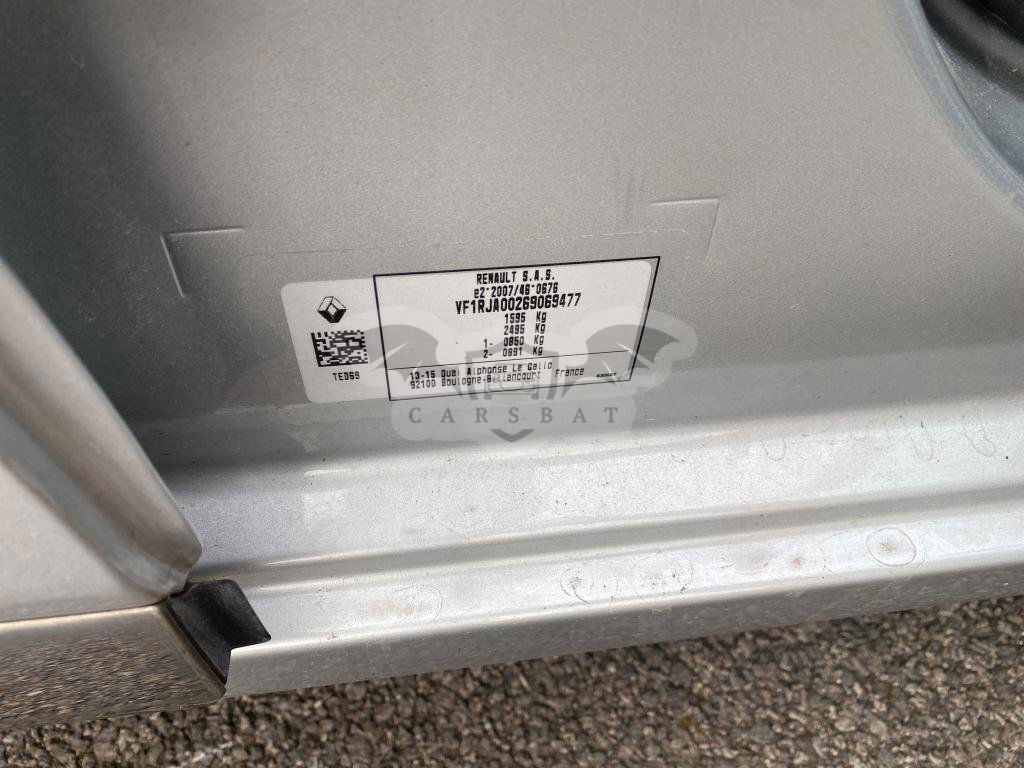 RENAULT S.A.S.
e2*2007/46*0676
VF1RJA00269069477
1595 Kg
2495 Kg
1- 0850 Kg
2- 0891 Kg
TED69
13-15 Quai Alphonse Le Gallo
92100 Boulogne-Billancourt France
CARSBAT